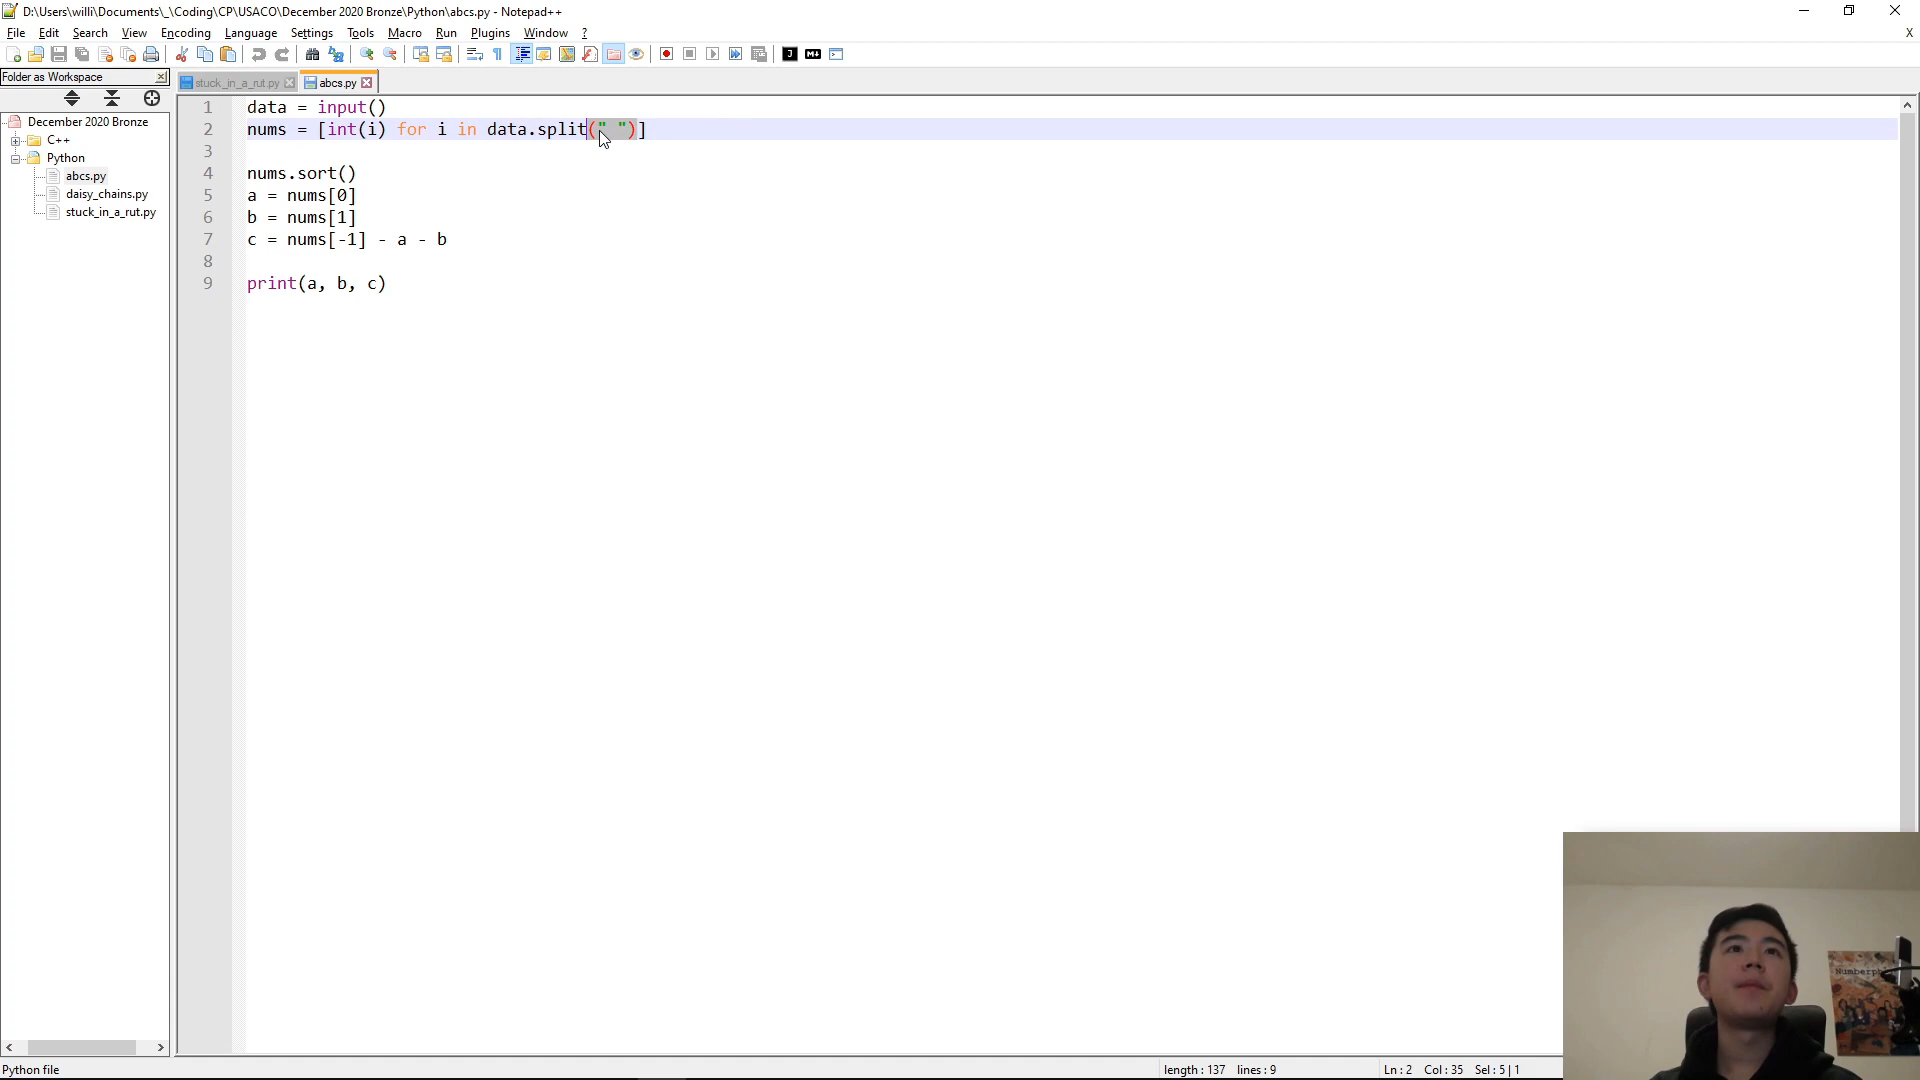 D:\Users\willi\Documents\_\Coding\CP\USACO\December 2020 Bronze\Python\abcs.py - Notepad++
File Edit Search View Encoding Language Settings Tools Macro Run Plugins Window ?
X
Folder as Workspace
stuck_in_a_rut.py
abcs.py
December 2020 Bronze
C++
Python
abcs.py
daisy_chains.py
stuck_in_a_rut.py
1 data = input()
2 nums = [int(i) for i in data.split(" ")]
3
4 nums.sort()
5 a = nums[0]
6 b = nums[1]
7 c = nums[-1] - a - b
8
9 print(a, b, c)
Python file
length : 137 lines : 9
Ln : 2 Col : 35 Sel : 5 | 1